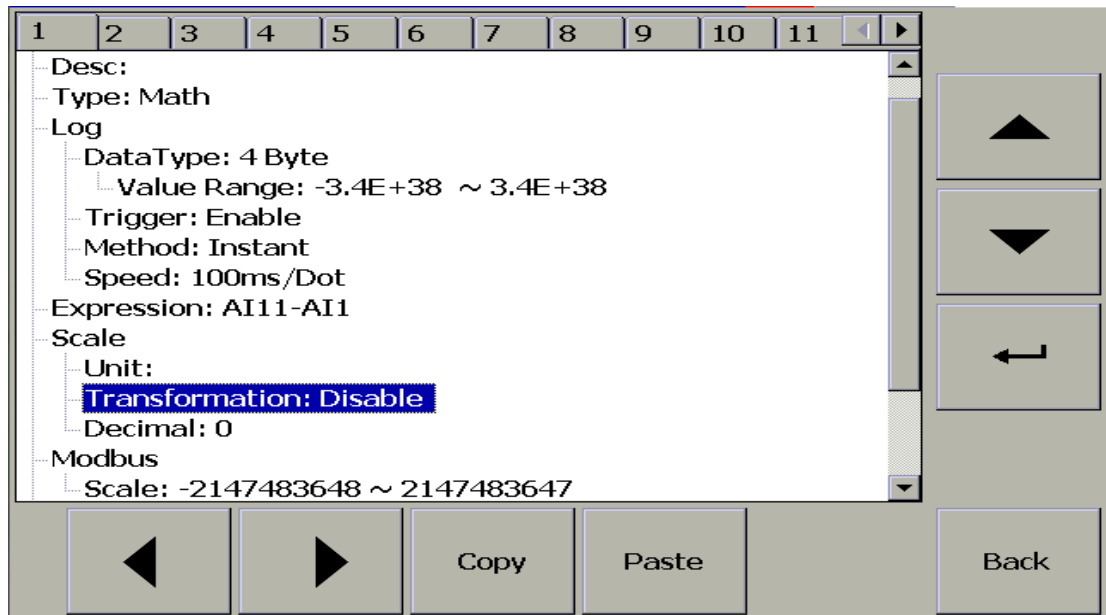 1 2 3 4 5 6 7 8 9 10 11
Desc:
Type: Math
Log
DataType: 4 Byte
Value Range: -3.4E+38 ~ 3.4E+38
Trigger: Enable
Method: Instant
Speed: 100ms/Dot
Expression: AI11-AI1
Scale
Unit:
Transformation: Disable
Decimal: 0
Modbus
Scale: -2147483648 ~ 2147483647
Copy Paste Back